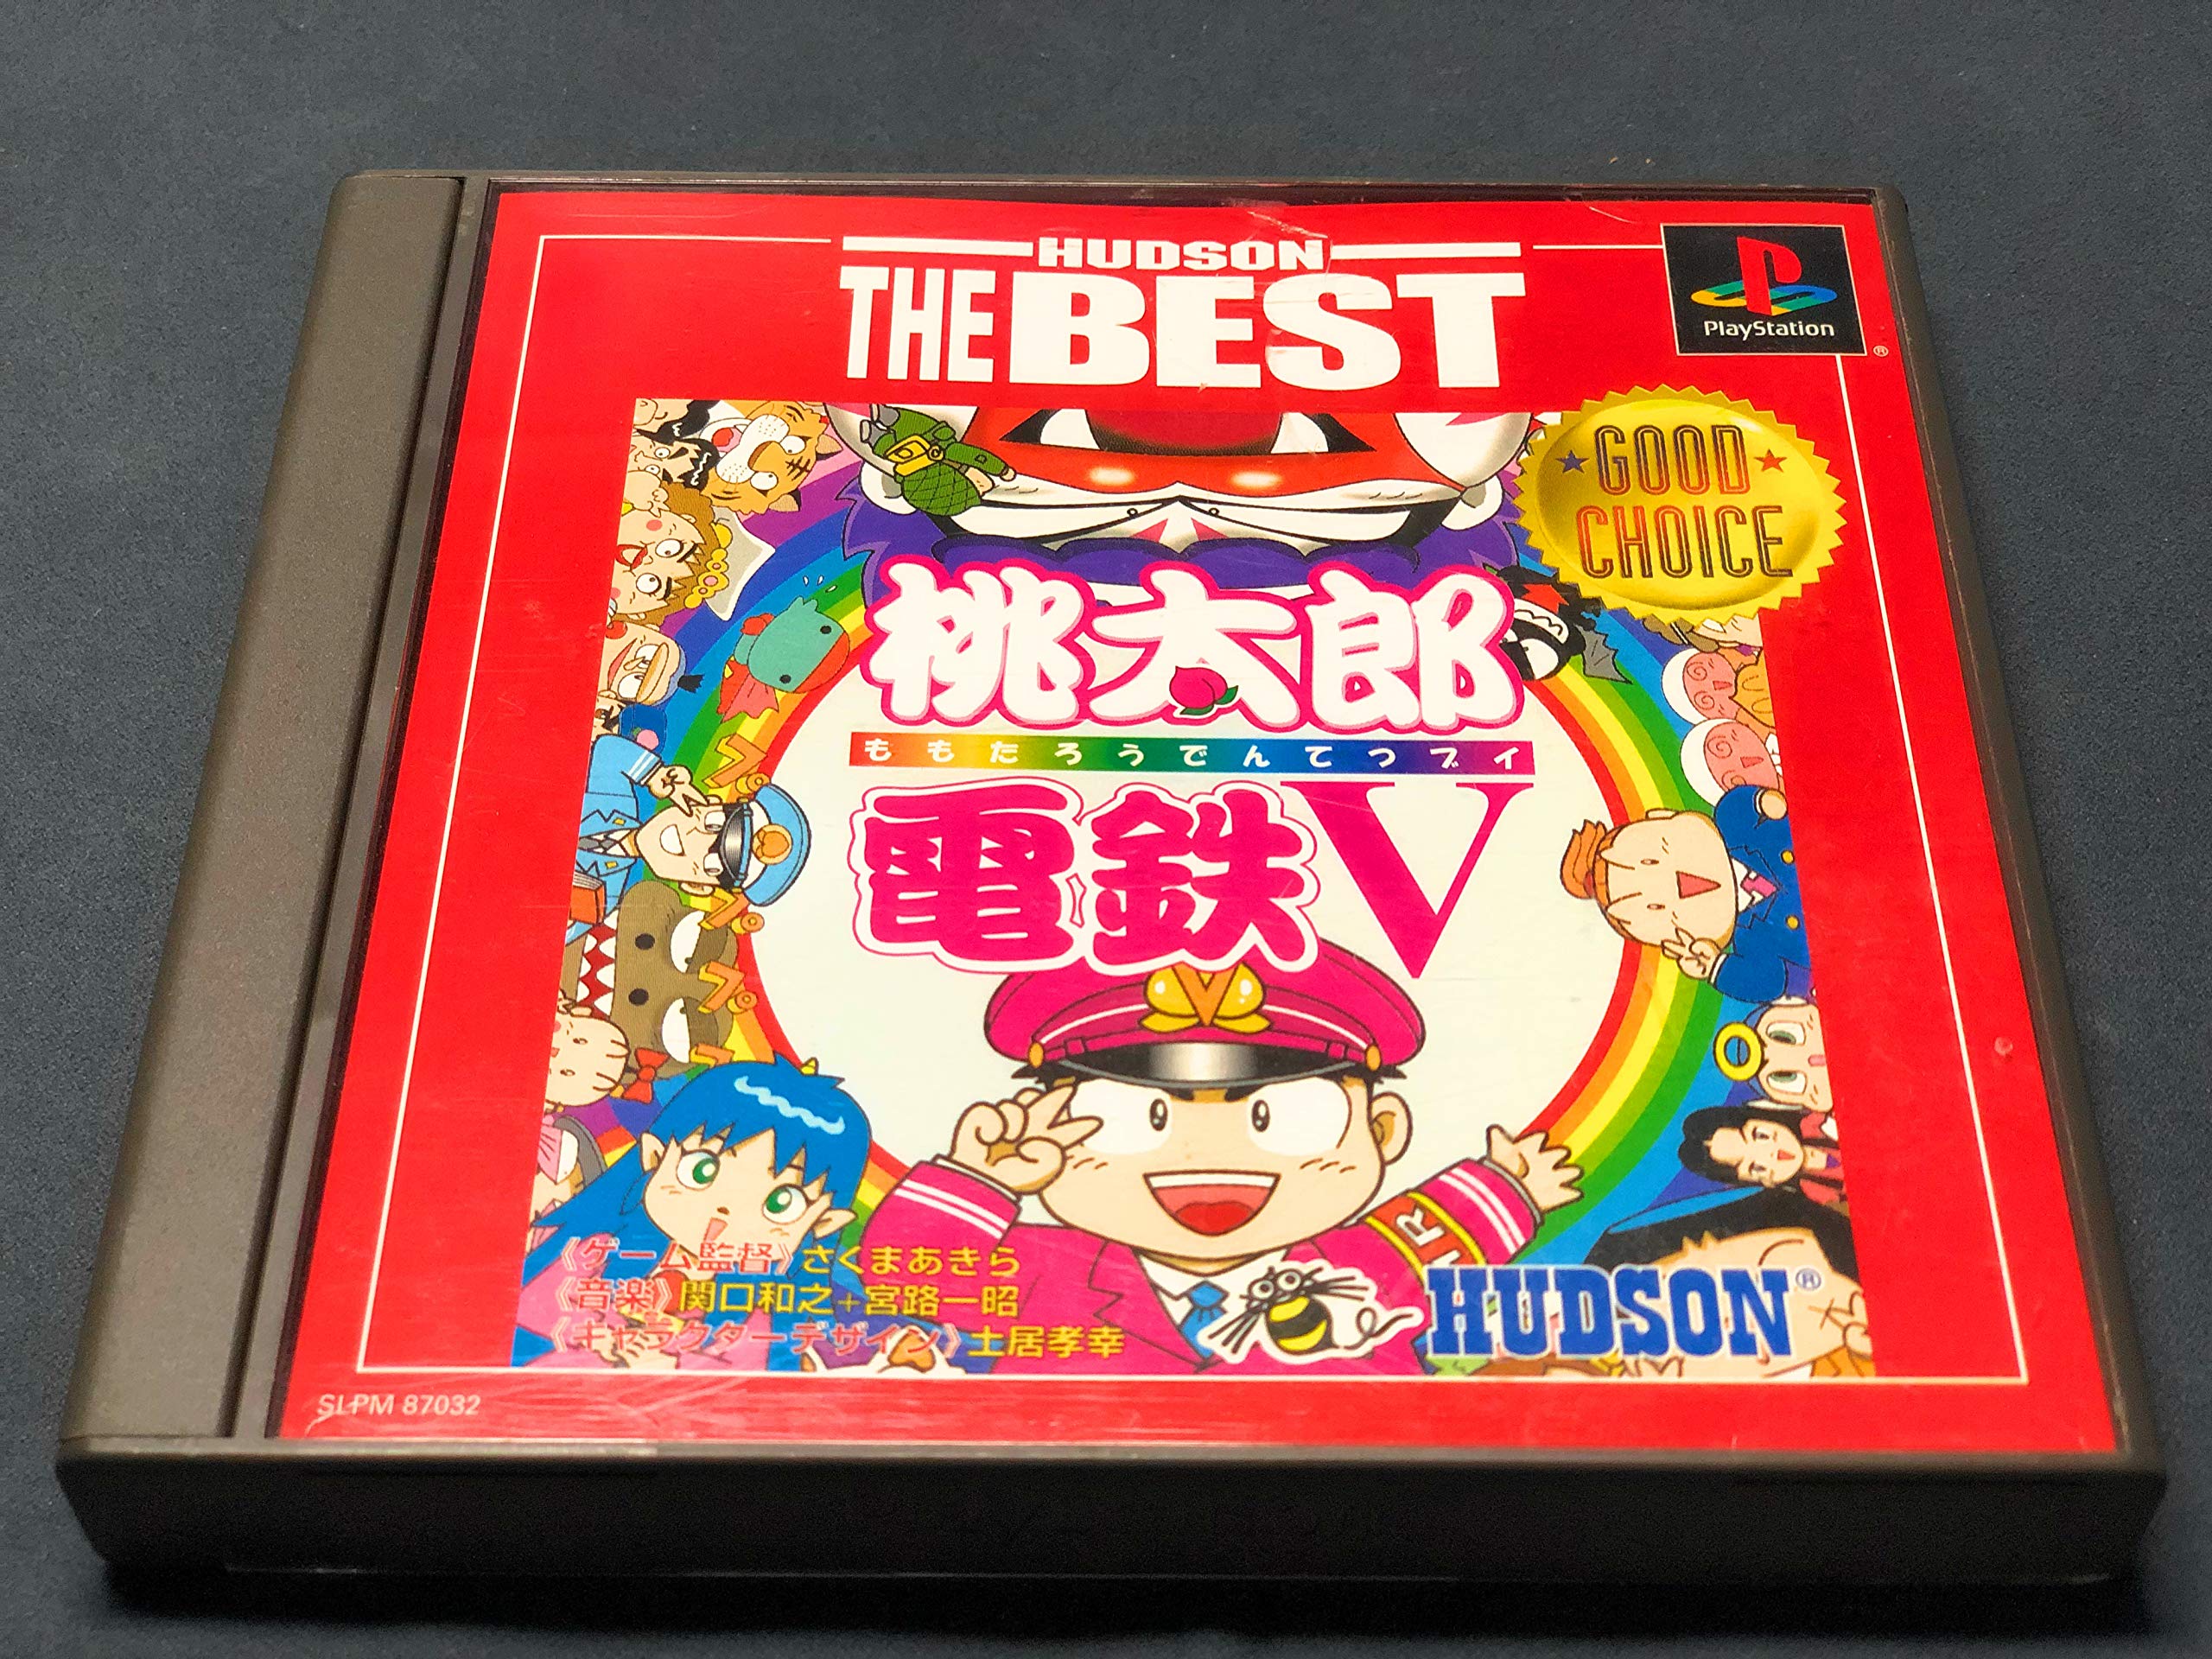 HUDSON
THE BEST
PlayStation
®
GOOD
CHOICE
桃太郎
ももたろうでんてつブイ
電鉄V
V
《ゲーム監督》さくまあきら
《音楽》関口和之+宮路一昭
《キャラクターデザイン》土居孝幸
HUDSON®
SLPM 87032